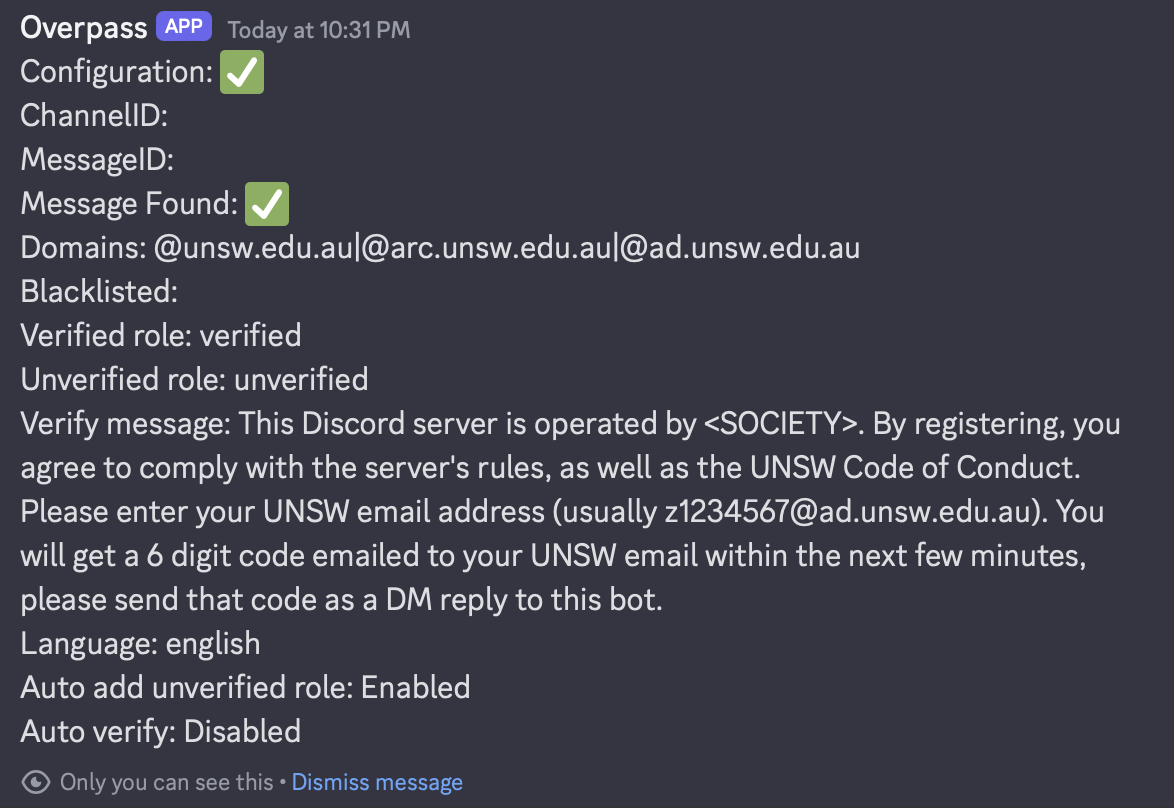 Overpass APP Today at 10:31 PM
Configuration: ✅
ChannelID:
MessageID:
Message Found: ✅
Domains: @unsw.edu.au|@arc.unsw.edu.au|@ad.unsw.edu.au
Blacklisted:
Verified role: verified
Unverified role: unverified
Verify message: This Discord server is operated by <SOCIETY>. By registering, you
agree to comply with the server's rules, as well as the UNSW Code of Conduct.
Please enter your UNSW email address (usually z1234567@ad.unsw.edu.au). You
will get a 6 digit code emailed to your UNSW email within the next few minutes,
please send that code as a DM reply to this bot.
Language: english
Auto add unverified role: Enabled
Auto verify: Disabled
Only you can see this • Dismiss message